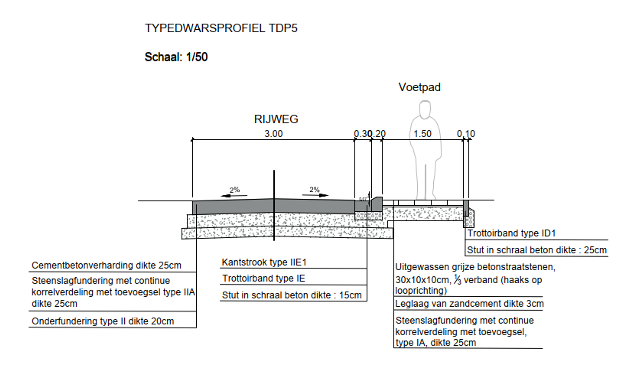 TYPEDWARSPROFIEL TDP5
Schaal: 1/50
Voetpad
RIJWEG
3.00
0.30
0.20
1.50
0.10
2%
2%
Trottoirband type ID1
Stut in schraal beton dikte : 25cm
Cementbetonverharding dikte 25cm
Steenslagfundering met continue
korrelverdeling met toevoegsel type IIA
dikte 25cm
Onderfundering type II dikte 20cm
Kantstrook type IIE1
Trottoirband type IE
Stut in schraal beton dikte : 15cm
Uitgewassen grijze betonstraatstenen,
30x10x10cm, 1/3 verband (haaks op
looprichting)
Leglaag van zandcement dikte 3cm
Steenslagfundering met continue
korrelverdeling met toevoegsel,
type IA, dikte 25cm